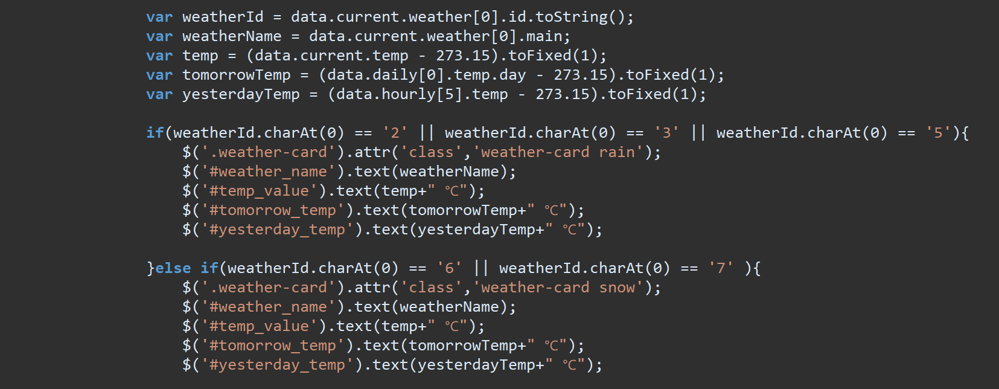 var weatherId = data.current.weather[0].id.toString();
var weatherName = data.current.weather[0].main;
var temp = (data.current.temp - 273.15).toFixed(1);
var tomorrowTemp = (data.daily[0].temp.day - 273.15).toFixed(1);
var yesterdayTemp = (data.hourly[5].temp - 273.15).toFixed(1);
if(weatherId.charAt(0) == '2' || weatherId.charAt(0) == '3' || weatherId.charAt(0) == '5'){
$('.weather-card').attr('class','weather-card rain');
$('#weather_name').text(weatherName);
$('#temp_value').text(temp+" ℃");
$('#tomorrow_temp').text(tomorrowTemp+" ℃");
$('#yesterday_temp').text(yesterdayTemp+" ℃");
}else if(weatherId.charAt(0) == '6' || weatherId.charAt(0) == '7' ){
$('.weather-card').attr('class','weather-card snow');
$('#weather_name').text(weatherName);
$('#temp_value').text(temp+" ℃");
$('#tomorrow_temp').text(tomorrowTemp+" ℃");
$('#yesterday_temp').text(yesterdayTemp+" ℃");